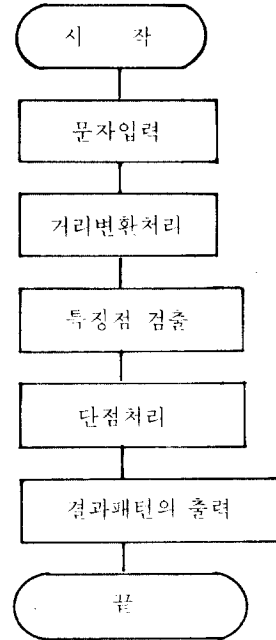 시 작
문자입력
거리변환처리
특징점 검출
단점처리
결과패턴의 출력
끝